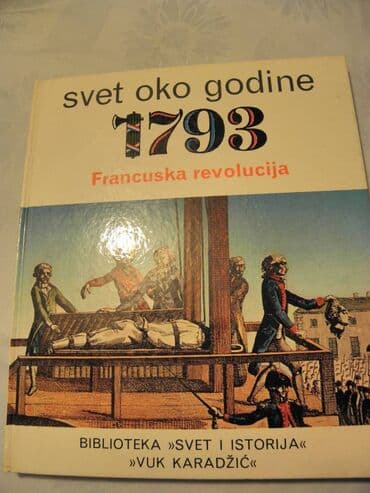 svet oko godine
1793
Francuska revolucija
BIBLIOTEKA »SVET I ISTORIJA«
»VUK KARADŽIĆ«